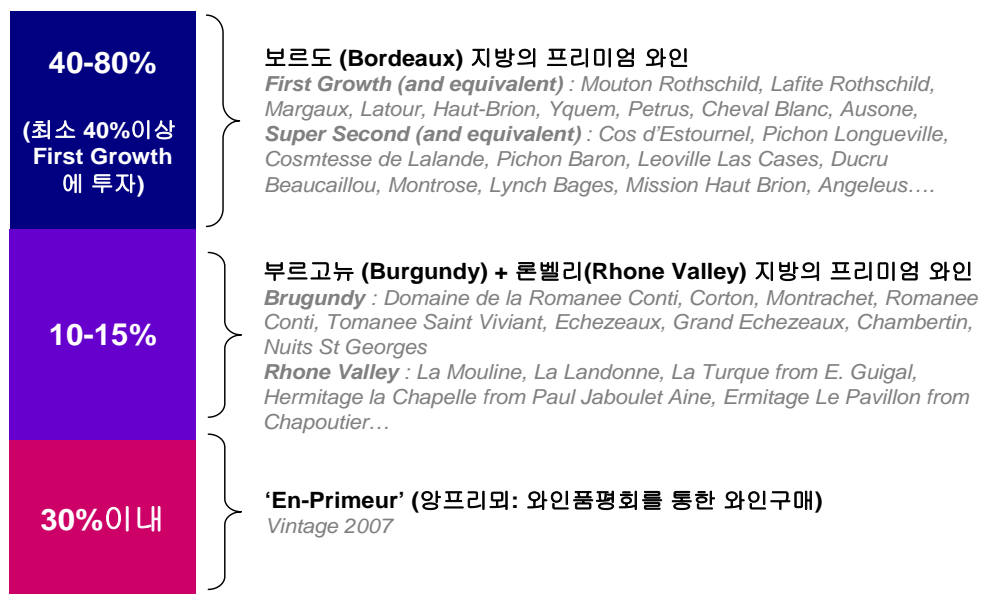 40-80%
(최소 40%이상
First Growth
에 투자)
보르도 (Bordeaux) 지방의 프리미엄 와인
First Growth (and equivalent) : Mouton Rothschild, Lafite Rothschild,
Margaux, Latour, Haut-Brion, Yquem, Petrus, Cheval Blanc, Ausone,
Super Second (and equivalent) : Cos d’Estournel, Pichon Longueville,
Cosmtesse de Lalande, Pichon Baron, Leoville Las Cases, Ducru
Beaucaillou, Montrose, Lynch Bages, Mission Haut Brion, Angeleus….
10-15%
부르고뉴 (Burgundy) + 론벨리(Rhone Valley) 지방의 프리미엄 와인
Brugundy : Domaine de la Romanee Conti, Corton, Montrachet, Romanee
Conti, Tomanee Saint Viviant, Echezeaux, Grand Echezeaux, Chambertin,
Nuits St Georges
Rhone Valley : La Mouline, La Landonne, La Turque from E. Guigal,
Hermitage la Chapelle from Paul Jaboulet Aine, Ermitage Le Pavillon from
Chapoutier…
30%이내
‘En-Primeur’ (앙프리뫼: 와인품평회를 통한 와인구매)
Vintage 2007